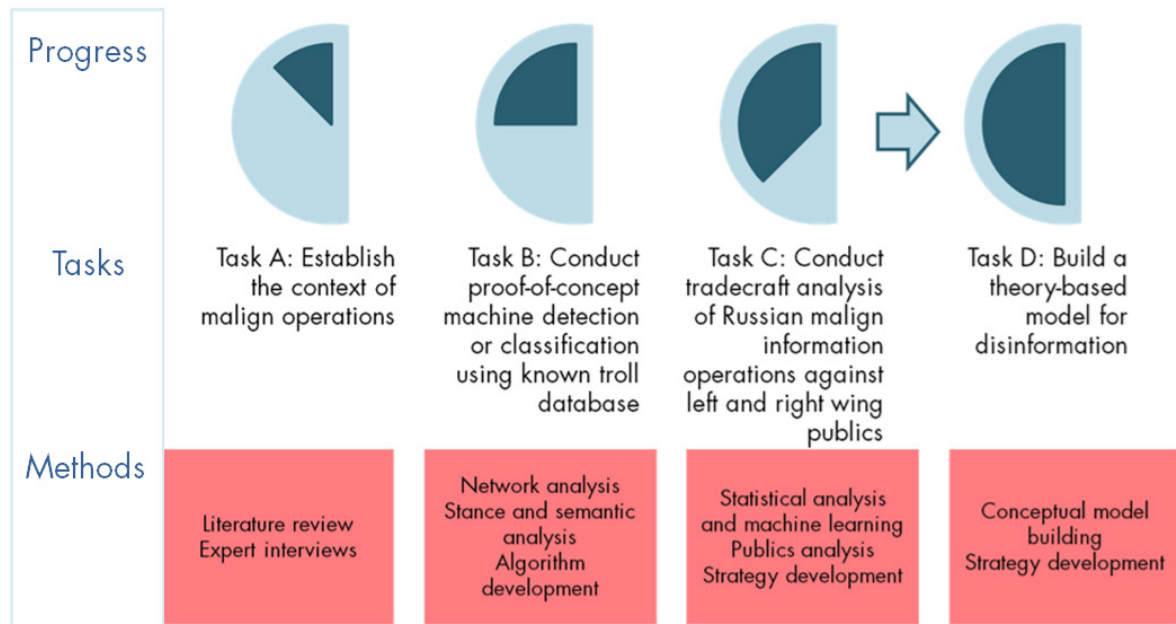 Progress
Tasks
Task A: Establish
the context of
malign operations
Task B: Conduct
proof-of-concept
machine detection
or classification
using known troll
database
Task C: Conduct
tradecraft analysis
of Russian malign
information
operations against
left and right wing
publics
Task D: Build a
theory-based
model for
disinformation
Methods
Literature review
Expert interviews
Network analysis
Stance and semantic
analysis
Algorithm
development
Statistical analysis
and machine learning
Publics analysis
Strategy development
Conceptual model
building
Strategy development